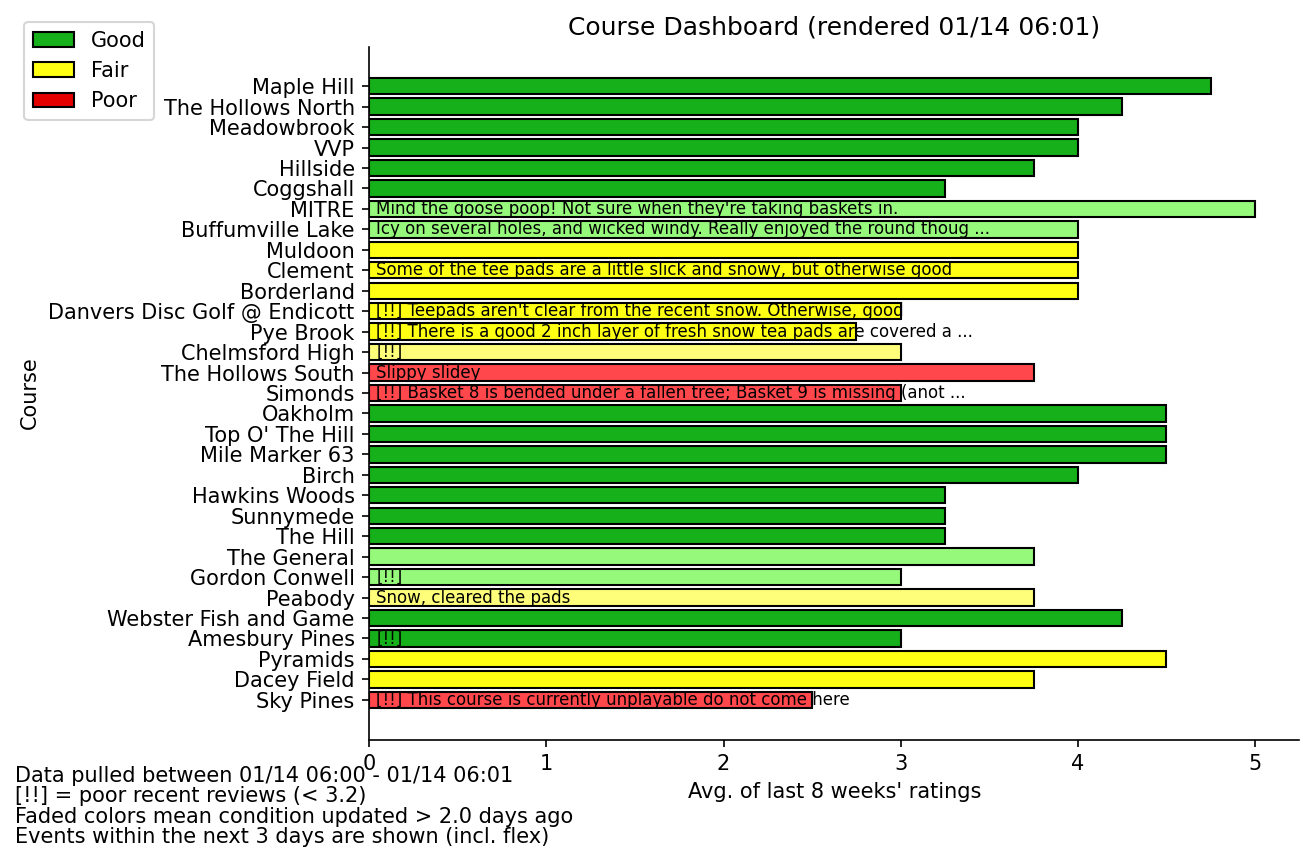 Course Dashboard (rendered 01/14 06:01)
Good
Fair
Poor
Maple Hill
The Hollows North
Meadowbrook
VVP
Hillside
Coggshall
MITRE Mind the goose poop! Not sure when they're taking baskets in.
Buffumville Lake Icy on several holes, and wicked windy. Really enjoyed the round thoug ...
Muldoon
Clement Some of the tee pads are a little slick and snowy, but otherwise good
Borderland
Danvers Disc Golf @ Endicott [!!] Teepads aren't clear from the recent snow. Otherwise, good
Pye Brook [!!] There is a good 2 inch layer of fresh snow tea pads are covered a ...
Chelmsford High [!!]
The Hollows South Slippy slidey
Simonds [!!] Basket 8 is bended under a fallen tree; Basket 9 is missing (anot ...
Oakholm
Top O' The Hill
Mile Marker 63
Birch
Hawkins Woods
Sunnymede
The Hill
The General
Gordon Conwell [!!]
Peabody Snow, cleared the pads
Webster Fish and Game
Amesbury Pines [!!]
Pyramids
Dacey Field
Sky Pines [!!] This course is currently unplayable do not come here
Course
0 1 2 3 4 5
Avg. of last 8 weeks' ratings
Data pulled between 01/14 06:00 - 01/14 06:01
[!!] = poor recent reviews (< 3.2)
Faded colors mean condition updated > 2.0 days ago
Events within the next 3 days are shown (incl. flex)